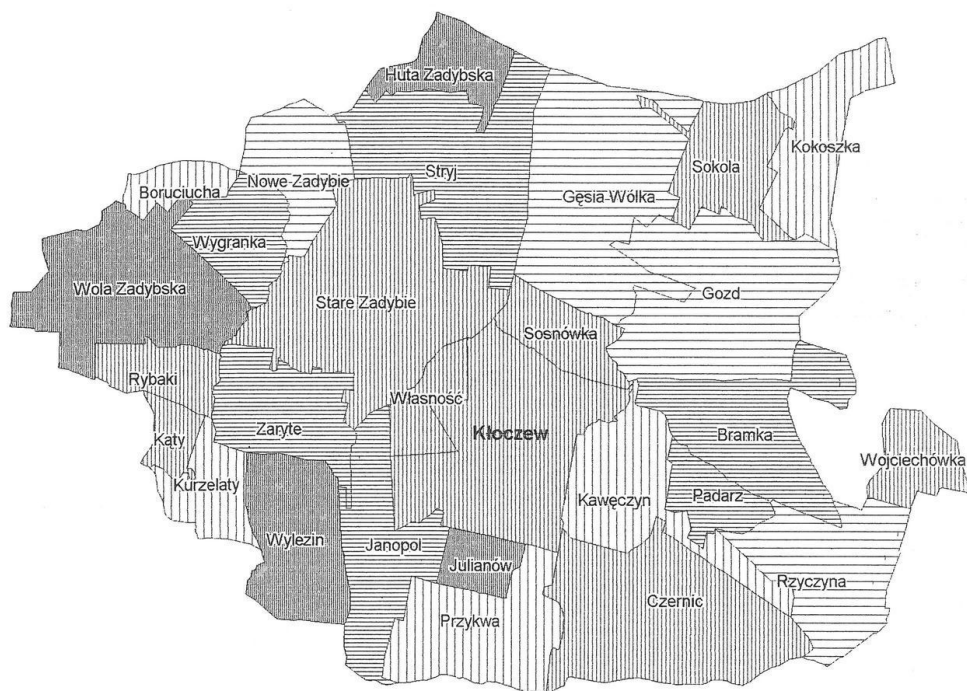 Huta Zadybska
Kokoszka
Stryj
Sokola
Nowe Zadybie
Boruciucha
Gęsia Wólka
Wygranka
Wola Zadybska
Gozd
Stare Zadybie
Sosnówka
Rybaki
Własność
Zaryte
Kłoczew
Bramka
Kąty
Wojciechówka
Kurzelaty
Kawęczyn
Padarz
Wylezin
Janopol
Julianów
Rzyczyna
Czernic
Przykwa